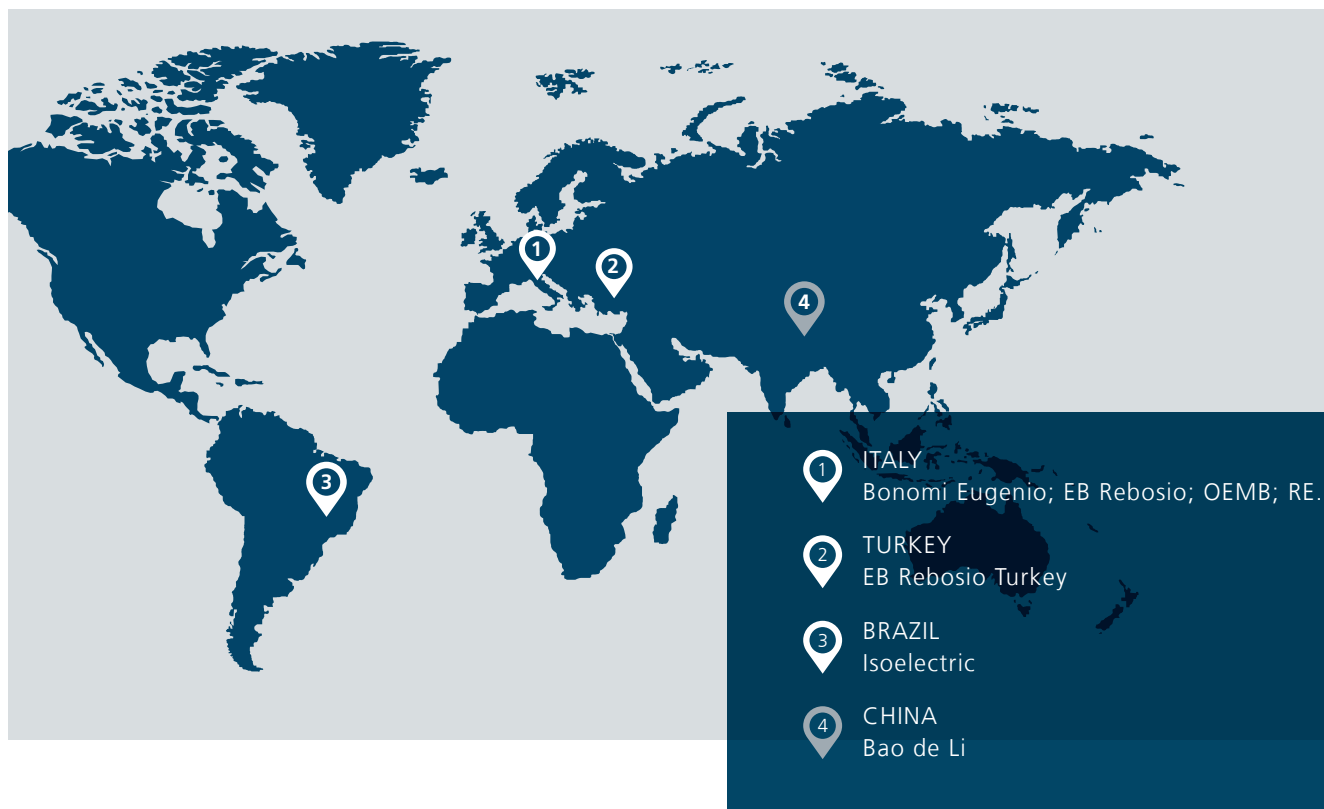 1
2
4
3
1 ITALY
Bonomi Eugenio; EB Rebosio; OEMB; RE.
2 TURKEY
EB Rebosio Turkey
3 BRAZIL
Isoelectric
4 CHINA
Bao de Li